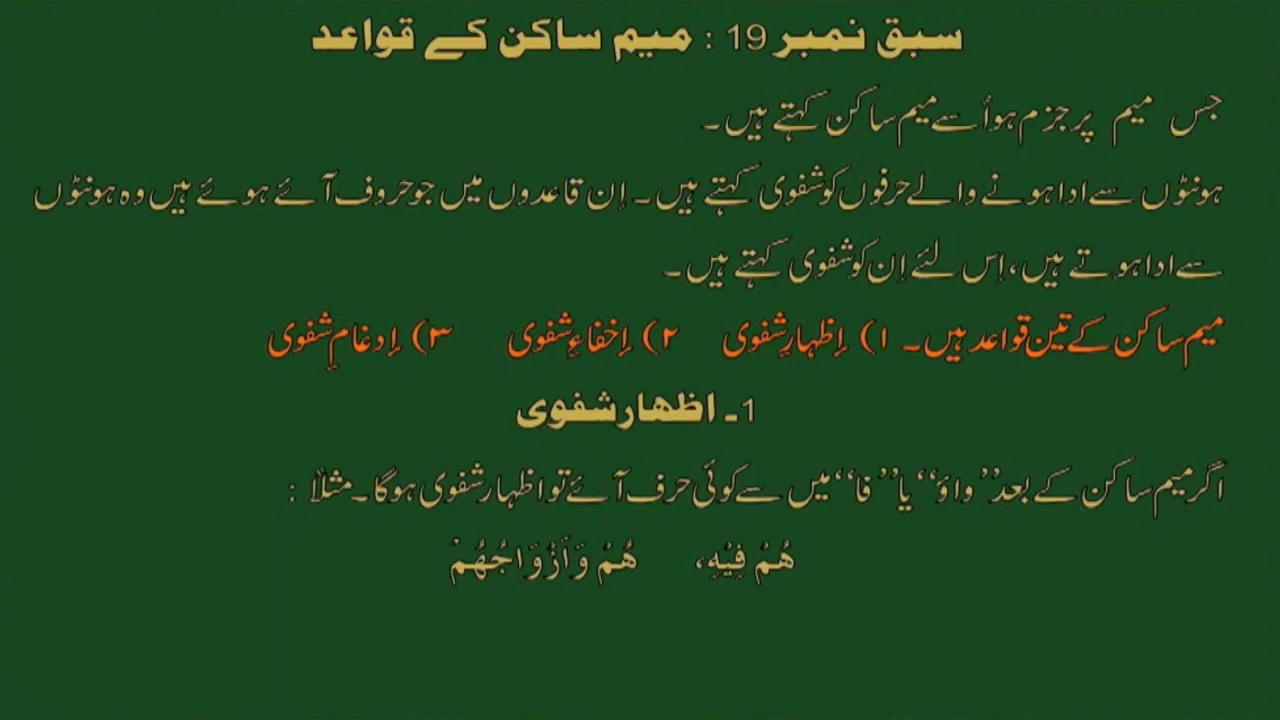 سبق نمبر 19 : میم ساکن کے قواعد
جس میم پر جزم ہو اُسے میم ساکن کہتے ہیں۔
ہونٹوں سے ادا ہونے والے حرفوں کو شفوی کہتے ہیں۔ اِن قاعدوں میں جو حروف آئے ہوئے ہیں وہ ہونٹوں
سے ادا ہوتے ہیں، اِس لئے اِن کو شفوی کہتے ہیں۔
میم ساکن کے تین قواعد ہیں۔ ۱) اِظہارِ شفوی ۲) اِخفاءِ شفوی ۳) اِدغامِ شفوی
1۔ اظہار شفوی
اگر میم ساکن کے بعد ’’واؤ‘‘ یا ’’فا‘‘ میں سے کوئی حرف آئے تو اظہار شفوی ہوگا۔ مثلاً :
هُمْ فِيْهِ، هُمْ وَأَزْوَاجُهُمْ